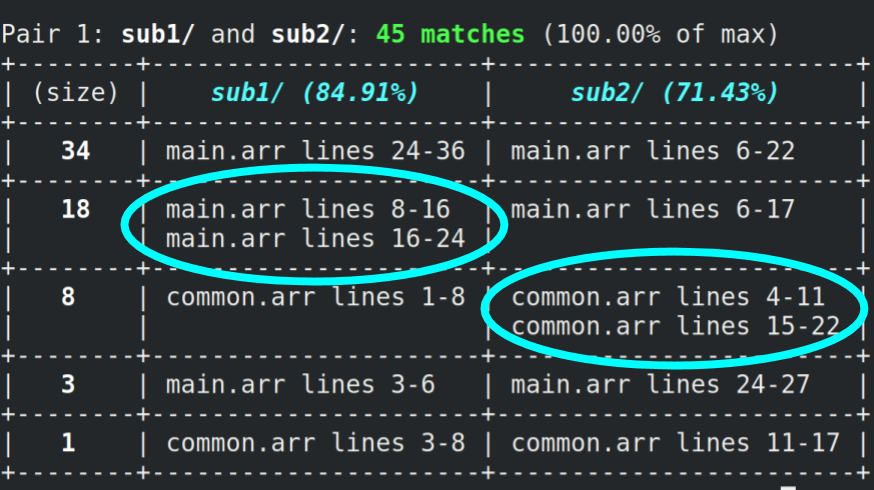 Pair 1: sub1/ and sub2/: 45 matches (100.00% of max)
+--------+----------------------+------------------------+
| (size) | sub1/ (84.91%) | sub2/ (71.43%) |
+--------+----------------------+------------------------+
| 34 | main.arr lines 24-36 | main.arr lines 6-22 |
+--------+----------------------+------------------------+
| 18 | main.arr lines 8-16 | main.arr lines 6-17 |
| | main.arr lines 16-24 | |
+--------+----------------------+------------------------+
| 8 | common.arr lines 1-8 | common.arr lines 4-11 |
| | | common.arr lines 15-22 |
+--------+----------------------+------------------------+
| 3 | main.arr lines 3-6 | main.arr lines 24-27 |
+--------+----------------------+------------------------+
| 1 | common.arr lines 3-8 | common.arr lines 11-17 |
+--------+----------------------+------------------------+